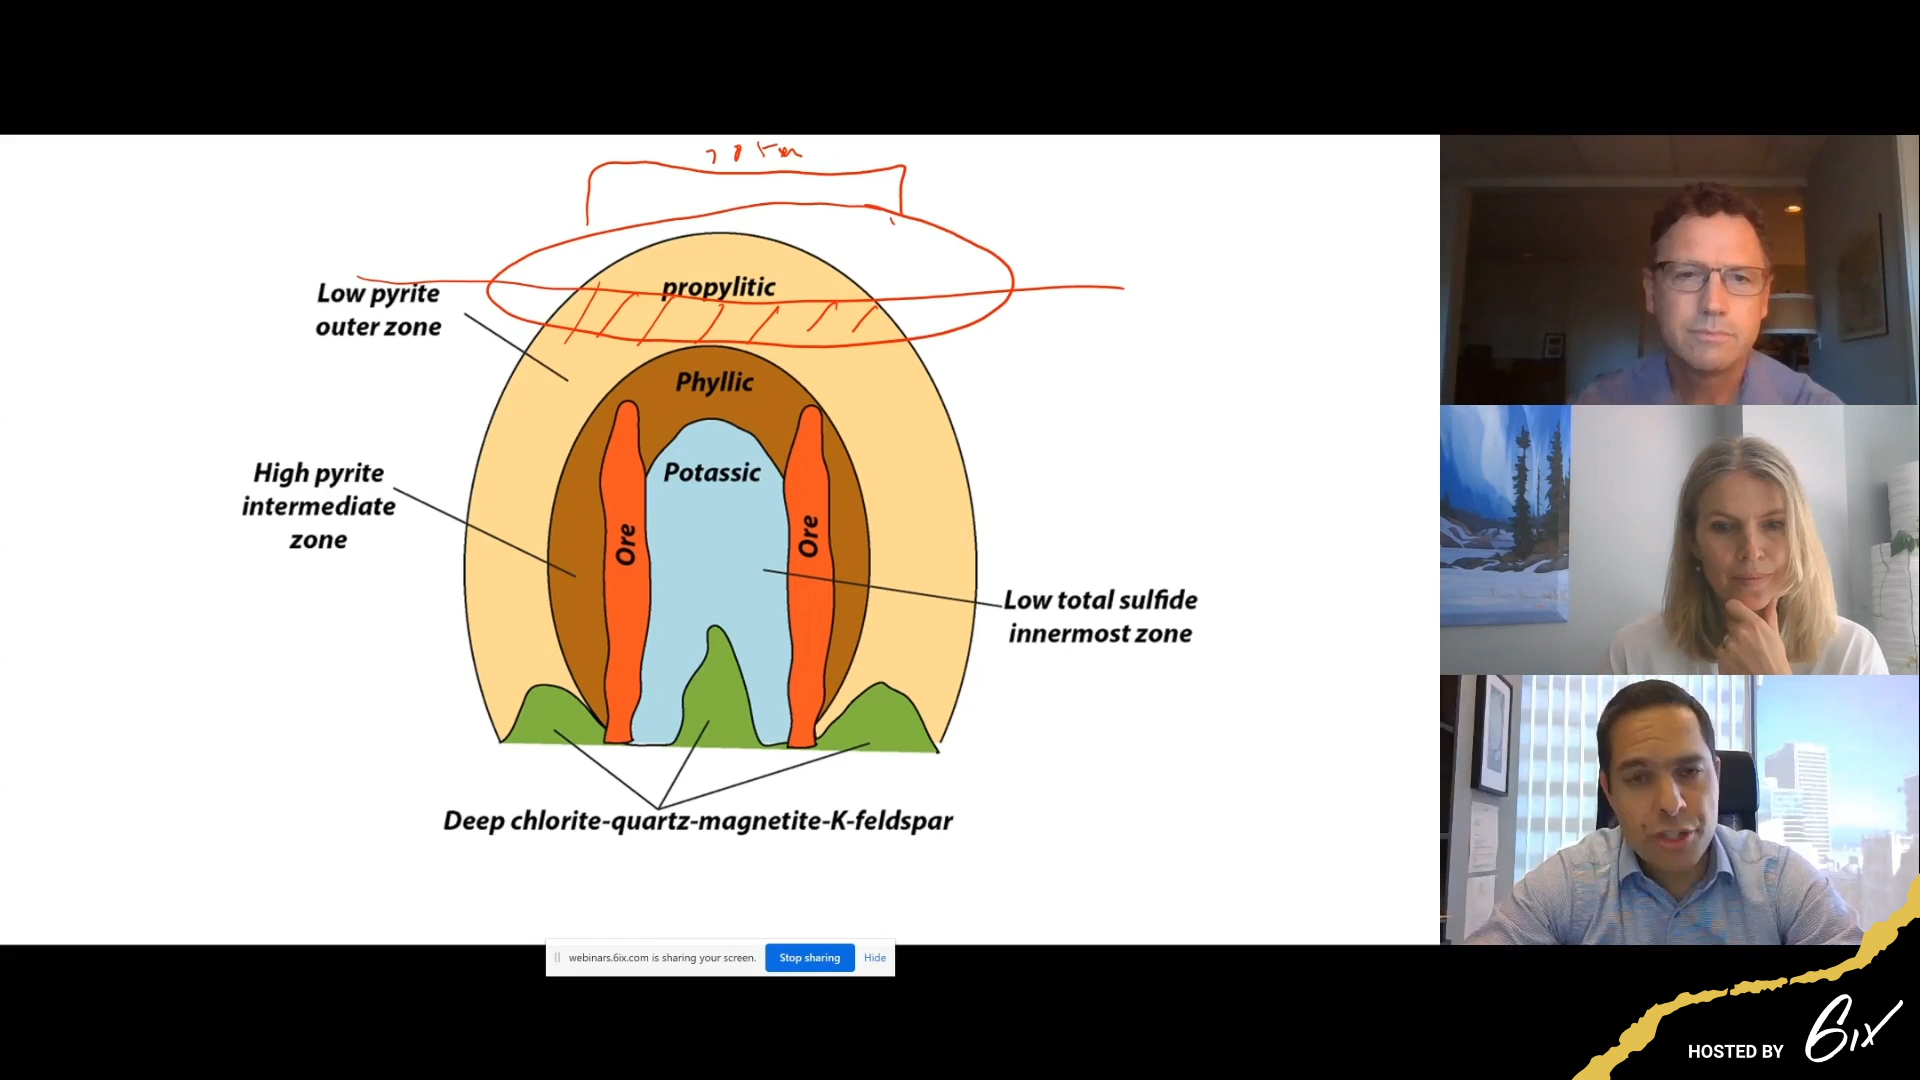 propylitic
Low pyrite
outer zone
Phyllic
Potassic
High pyrite
intermediate
zone
Ore
Ore
Low total sulfide
innermost zone
Deep chlorite-quartz-magnetite-K-feldspar
webinars.6ix.com is sharing your screen.
Stop sharing
Hide
HOSTED BY
6ix